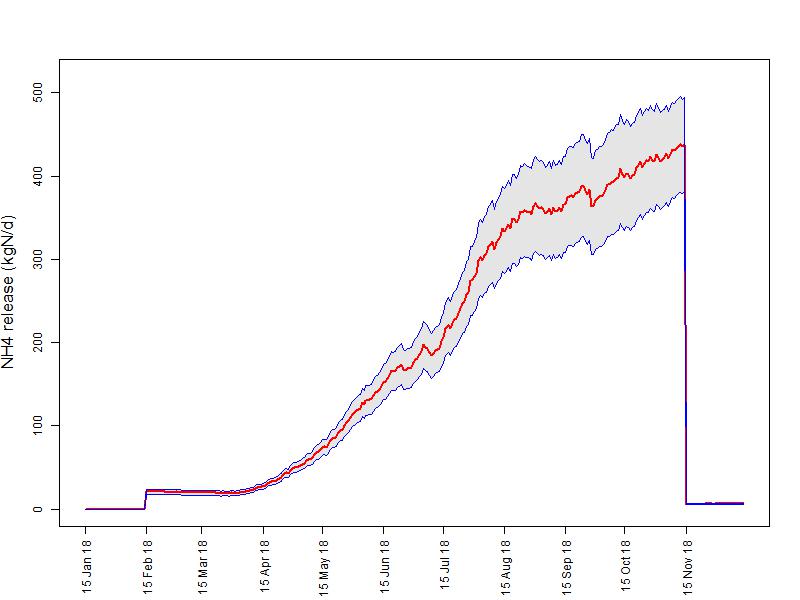 NH4 release (kgN/d)
500
400
300
200
100
0
15 Jan 18
15 Feb 18
15 Mar 18
15 Apr 18
15 May 18
15 Jun 18
15 Jul 18
15 Aug 18
15 Sep 18
15 Oct 18
15 Nov 18